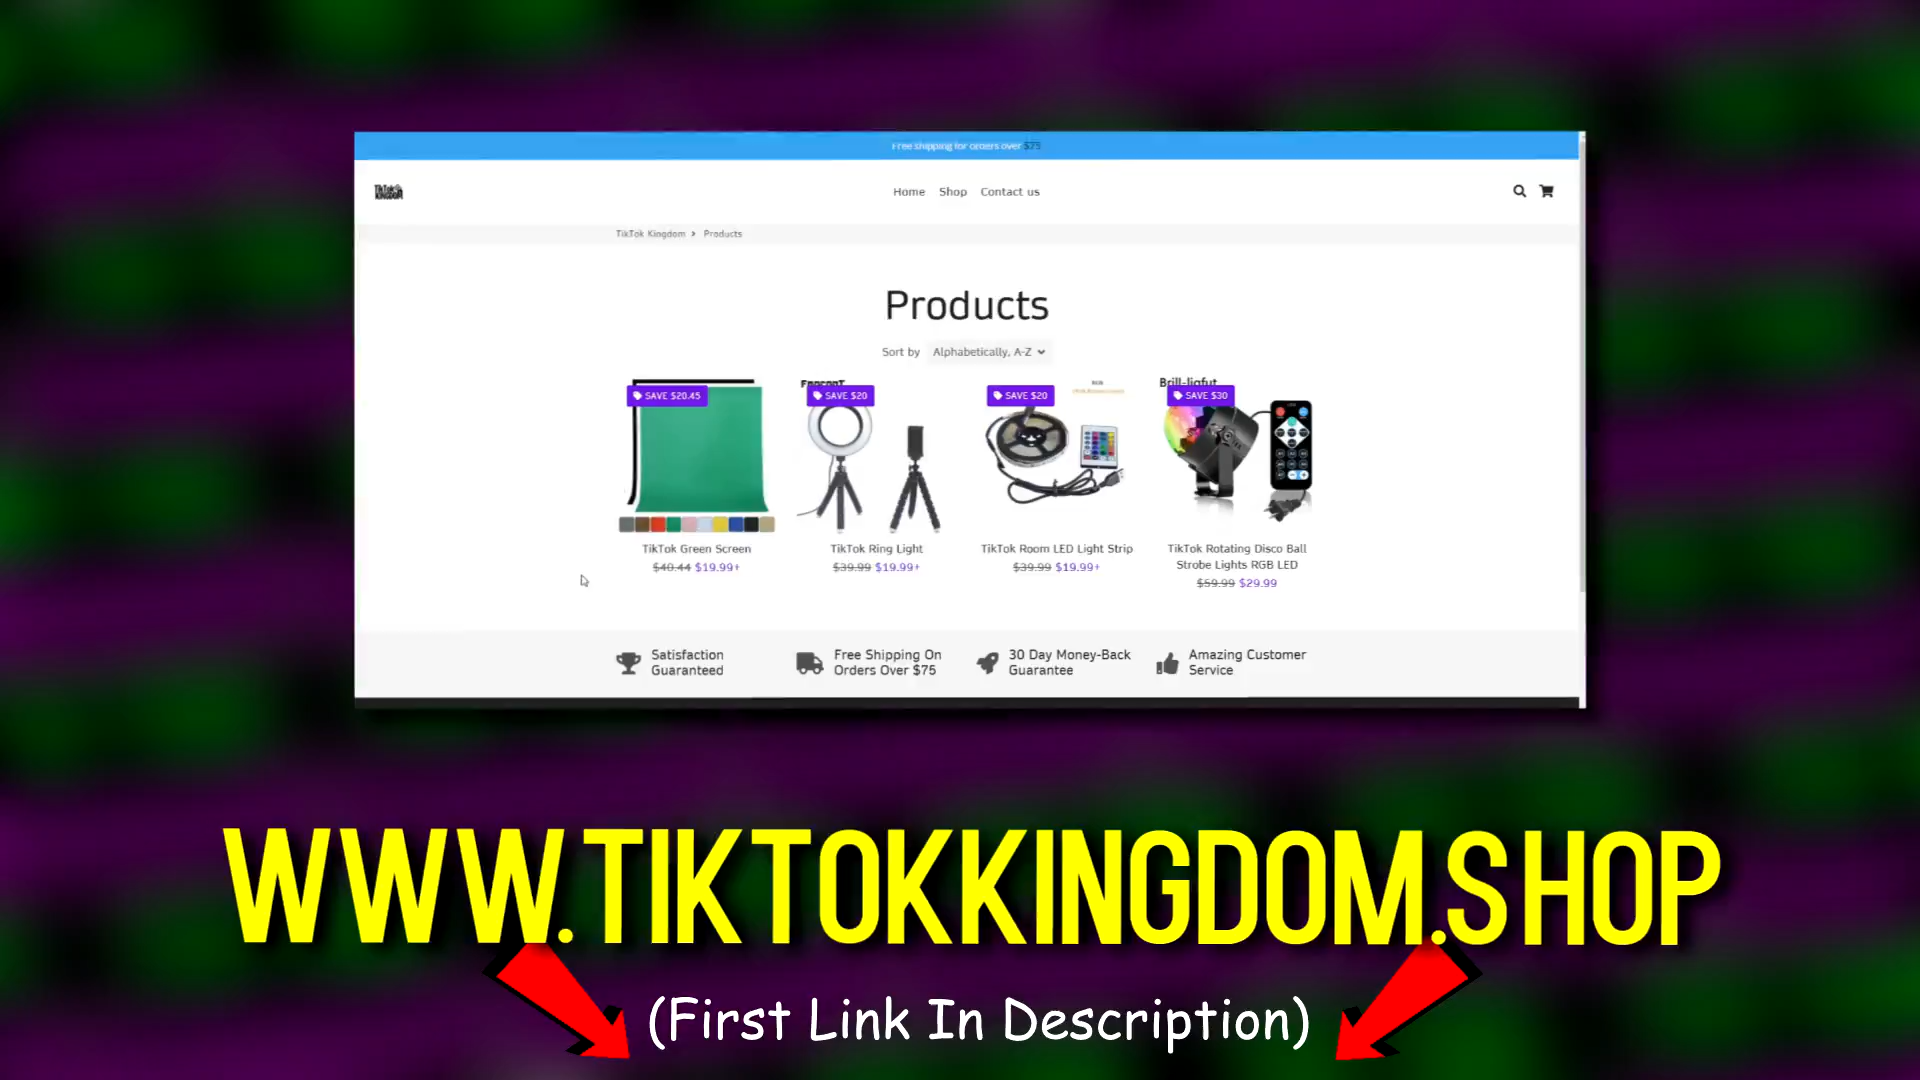 Free shipping for orders over $75
TikTok
KINGDOM
Home Shop Contact us
TikTok Kingdom > Products
Products
Sort by Alphabetically, A-Z
SAVE $20.45
SAVE $20
SAVE $20
SAVE $30
TikTok Green Screen
$40.44 $19.99+
TikTok Ring Light
$39.99 $19.99+
TikTok Room LED Light Strip
$39.99 $19.99+
TikTok Rotating Disco Ball
Strobe Lights RGB LED
$59.99 $29.99
Satisfaction
Guaranteed
Free Shipping On
Orders Over $75
30 Day Money-Back
Guarantee
Amazing Customer
Service
WWW.TIKTOKKINGDOM.SHOP
(First Link In Description)